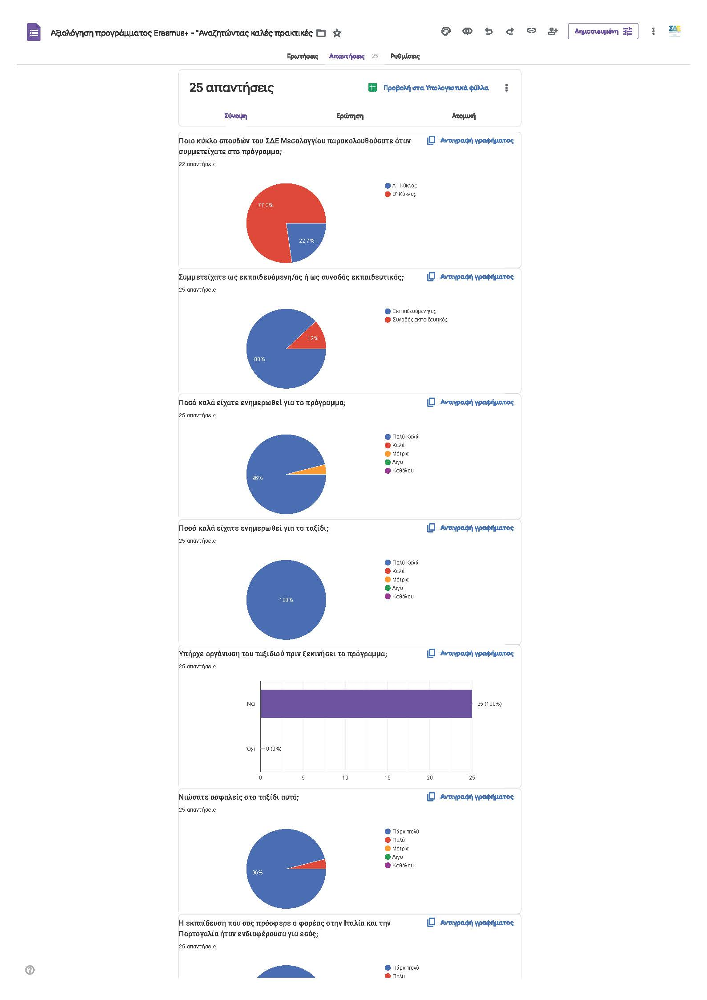 Αξιολόγηση προγράμματος Erasmus+ - "Αναζητώντας καλές πρακτικές
Δημοσιευμένη
ΣΔΕ
Ερωτήσεις Απαντήσεις 25 Ρυθμίσεις
25 απαντήσεις
Προβολή στα Υπολογιστικά φύλλα
Σύνοψη Ερώτηση Ατομική
Ποιο κύκλο σπουδών του ΣΔΕ Μεσολογγίου παρακολουθούσατε όταν
συμμετείχατε στο πρόγραμμα;
Αντιγραφή γραφήματος
22 απαντήσεις
Α΄ Κύκλος
Β' Κύκλος
77,3%
22,7%
Συμμετείχατε ως εκπαιδευόμενη/ος ή ως συνοδός εκπαιδευτικός;
Αντιγραφή γραφήματος
25 απαντήσεις
Εκπαιδευόμενη/ος
Συνοδός εκπαιδευτικός
12%
88%
Ποσό καλά είχατε ενημερωθεί για το πρόγραμμα;
Αντιγραφή γραφήματος
25 απαντήσεις
Πολύ Καλά
Καλά
Μέτρια
Λίγο
Καθόλου
96%
Ποσό καλά είχατε ενημερωθεί για το ταξίδι;
Αντιγραφή γραφήματος
25 απαντήσεις
Πολύ Καλά
Καλά
Μέτρια
Λίγο
Καθόλου
100%
Υπήρχε οργάνωση του ταξιδιού πριν ξεκινήσει το πρόγραμμα;
Αντιγραφή γραφήματος
25 απαντήσεις
Ναι 25 (100%)
Όχι 0 (0%)
0 5 10 15 20 25
Νιώσατε ασφαλείς στο ταξίδι αυτό;
Αντιγραφή γραφήματος
25 απαντήσεις
Πάρα πολύ
Πολύ
Μέτρια
Λίγο
Καθόλου
96%
Η εκπαίδευση που σας πρόσφερε ο φορέας στην Ιταλία και την
Πορτογαλία ήταν ενδιαφέρουσα για εσάς;
Αντιγραφή γραφήματος
25 απαντήσεις
Πάρα πολύ
Πολύ